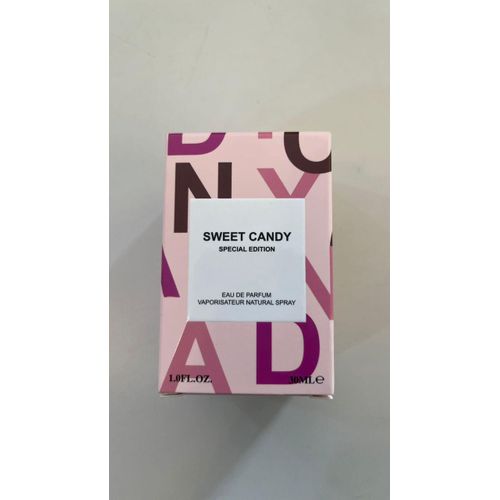 D Y O
N Y
SWEET CANDY
SPECIAL EDITION
EAU DE PARFUM
VAPORISATEUR NATURAL SPRAY
A N
A D
1.0FL.OZ. 30ML℮